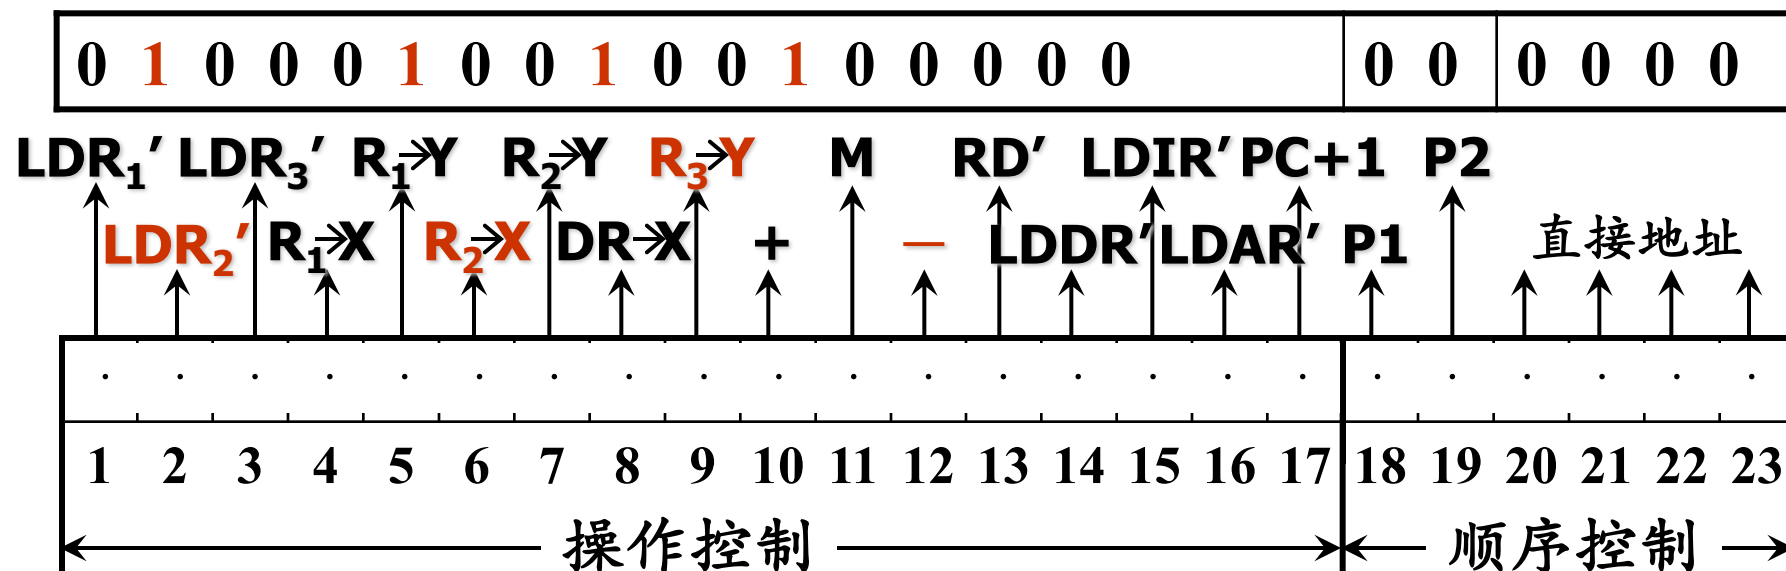 0 1 0 0 0 1 0 0 1 0 0 1 0 0 0 0 0 0 0 0 0 0 0
LDR₁′ LDR₃′ R₁→Y R₂→Y R₃→Y M RD′ LDIR′ PC+1 P2
LDR₂′ R₁→X R₂→X DR→X + − LDDR′ LDAR′ P1 直接地址
· · · · · · · · · · · · · · · · · · · · · · ·
1 2 3 4 5 6 7 8 9 10 11 12 13 14 15 16 17 18 19 20 21 22 23
操作控制 顺序控制